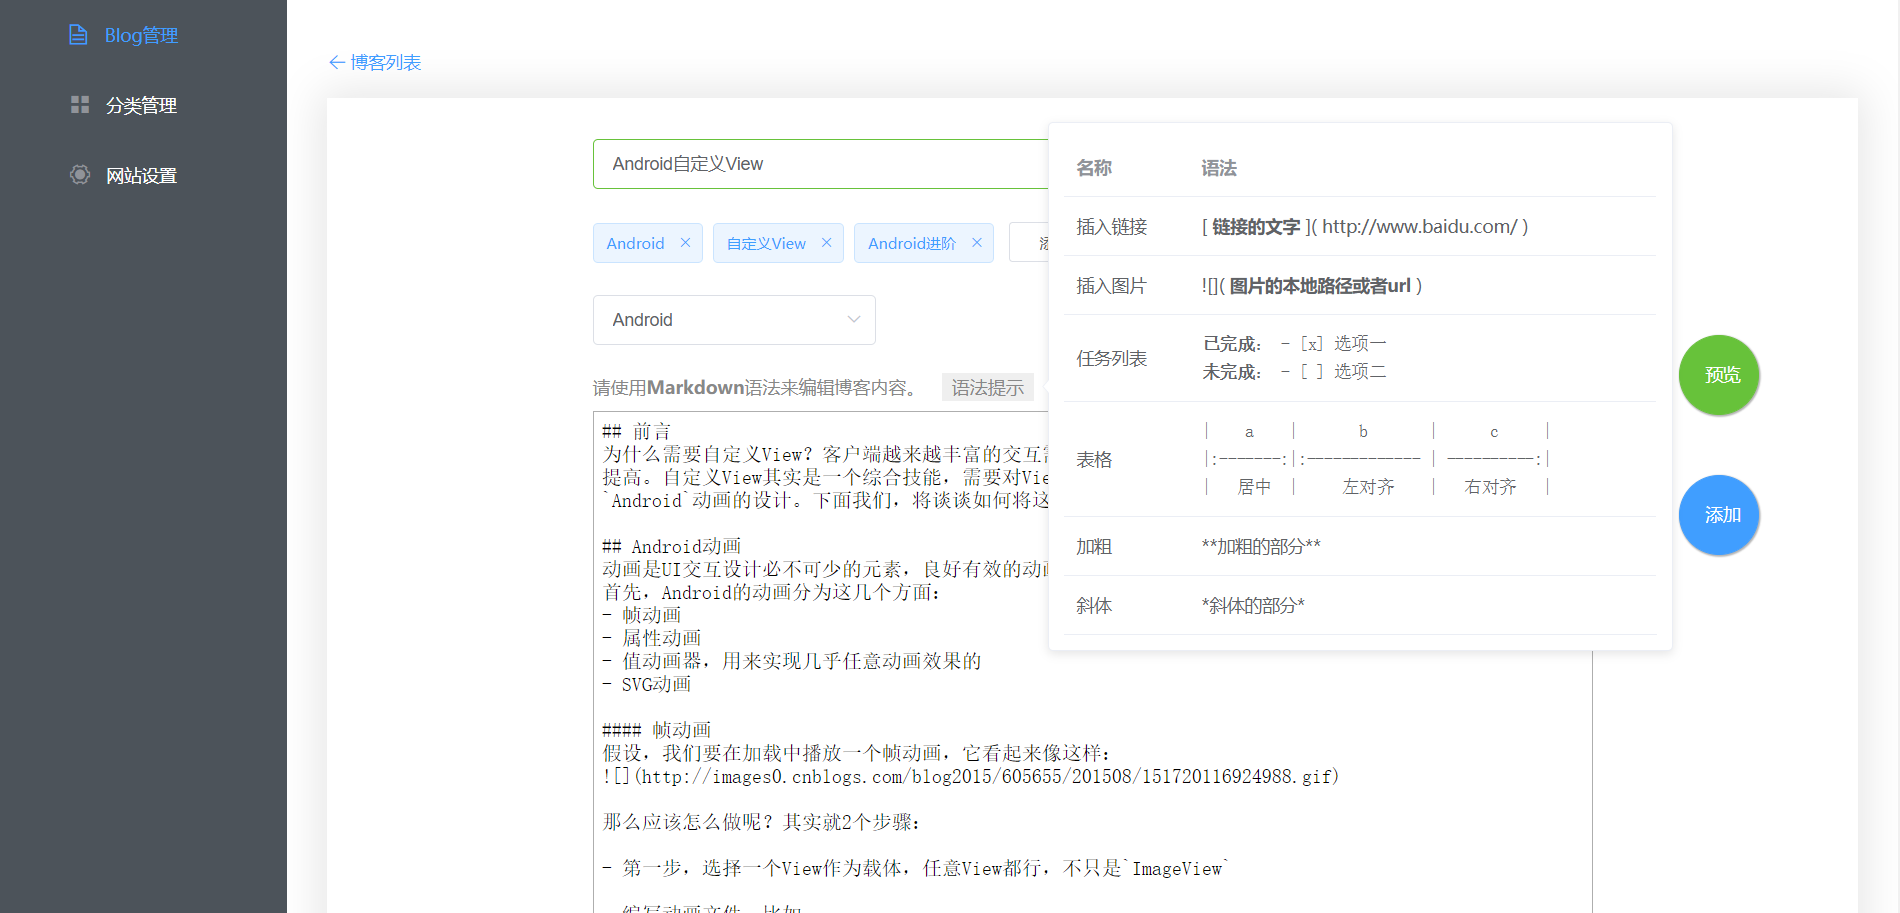 Blog管理
分类管理
网站设置
博客列表
Android自定义View
Android
自定义View
Android进阶
Android
请使用Markdown语法来编辑博客内容。
语法提示
## 前言
为什么需要自定义View？客户端越来越丰富的交互
提高。自定义View其实是一个综合技能，需要对Vie
`Android`动画的设计。下面我们，将谈谈如何将这
## Android动画
动画是UI交互设计必不可少的元素，良好有效的动
首先，Android的动画分为这几个方面：
- 帧动画
- 属性动画
- 值动画器，用来实现几乎任意动画效果的
- SVG动画
#### 帧动画
假设，我们要在加载中播放一个帧动画，它看起来像这样：
![](http://images0.cnblogs.com/blog2015/605655/201508/151720116924988.gif)
那么应该怎么做呢？其实就2个步骤：
- 第一步，选择一个View作为载体，任意View都行，不只是`ImageView`
名称 语法
插入链接 [ 链接的文字 ]( http://www.baidu.com/ )
插入图片 ![]( 图片的本地路径或者url )
任务列表
已完成： - [x] 选项一
未完成： - [ ] 选项二
表格
| a | b | c |
|:-------:|:------------- | ----------:|
| 居中 | 左对齐 | 右对齐 |
加粗 **加粗的部分**
斜体 *斜体的部分*
预览
添加